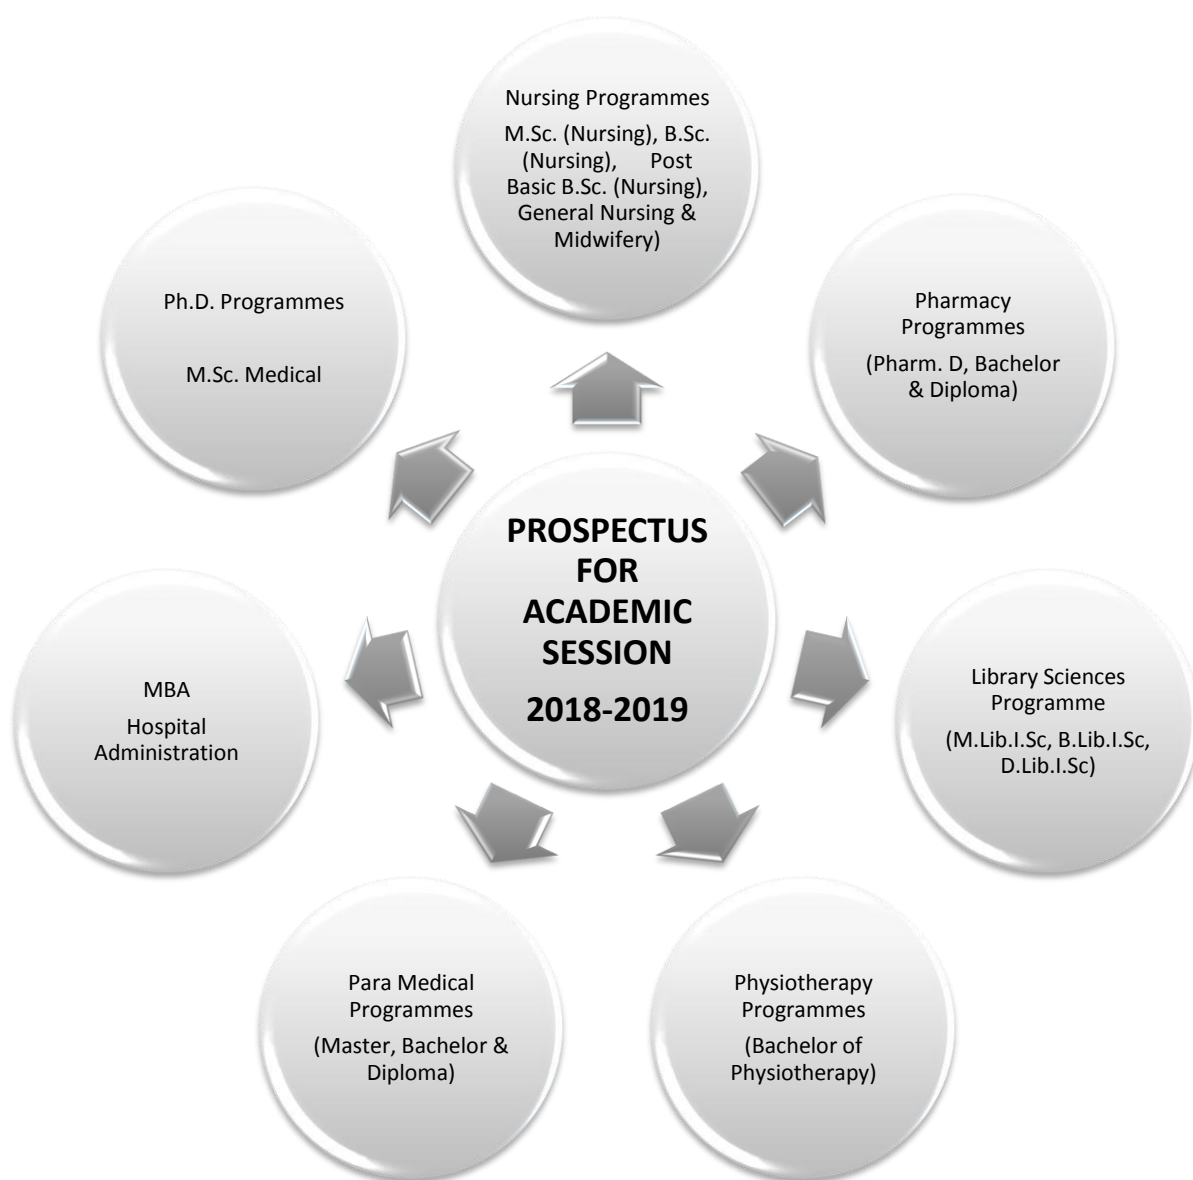 Nursing Programmes
M.Sc. (Nursing), B.Sc.
(Nursing), Post
Basic B.Sc. (Nursing),
General Nursing &
Midwifery)
Pharmacy
Programmes
(Pharm. D, Bachelor
& Diploma)
Library Sciences
Programme
(M.Lib.I.Sc, B.Lib.I.Sc,
D.Lib.I.Sc)
Physiotherapy
Programmes
(Bachelor of
Physiotherapy)
Para Medical
Programmes
(Master, Bachelor &
Diploma)
MBA
Hospital
Administration
Ph.D. Programmes
M.Sc. Medical
PROSPECTUS
FOR
ACADEMIC
SESSION
2018-2019